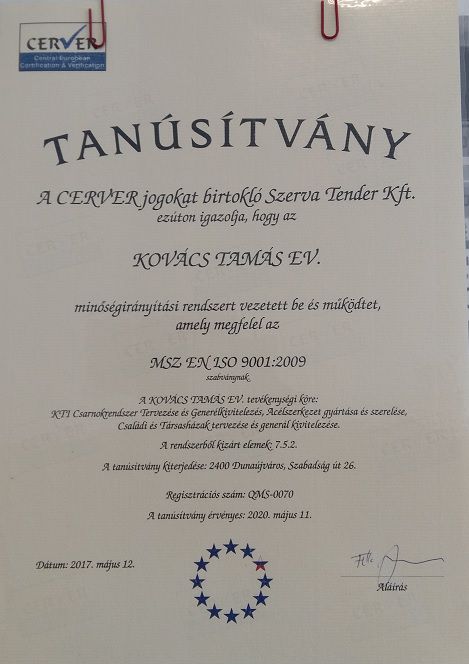 CERVER
Central European
Certification & Verification
TANÚSÍTVÁNY
A CERVER jogokat birtokló Szerva Tender Kft.
ezúton igazolja, hogy az
KOVÁCS TAMÁS EV.
minőségirányítási rendszert vezetett be és működtet,
amely megfelel az
MSZ EN ISO 9001:2009
szabványnak
A KOVÁCS TAMÁS EV. tevékenységi köre:
KTI Csarnokrendszer Tervezése és Generélkivitelezés, Acélszerkezet gyártása és szerelése,
Családi és Társasházak tervezése és generál kivitelezése.
A rendszerből kizárt elemek: 7.5.2.
A tanúsítvány kiterjedése: 2400 Dunaújváros, Szabadság út 26.
Regisztrációs szám: QMS-0070
A tanúsítvány érvényes: 2020. május 11.
Dátum: 2017. május 12.
Aláírás